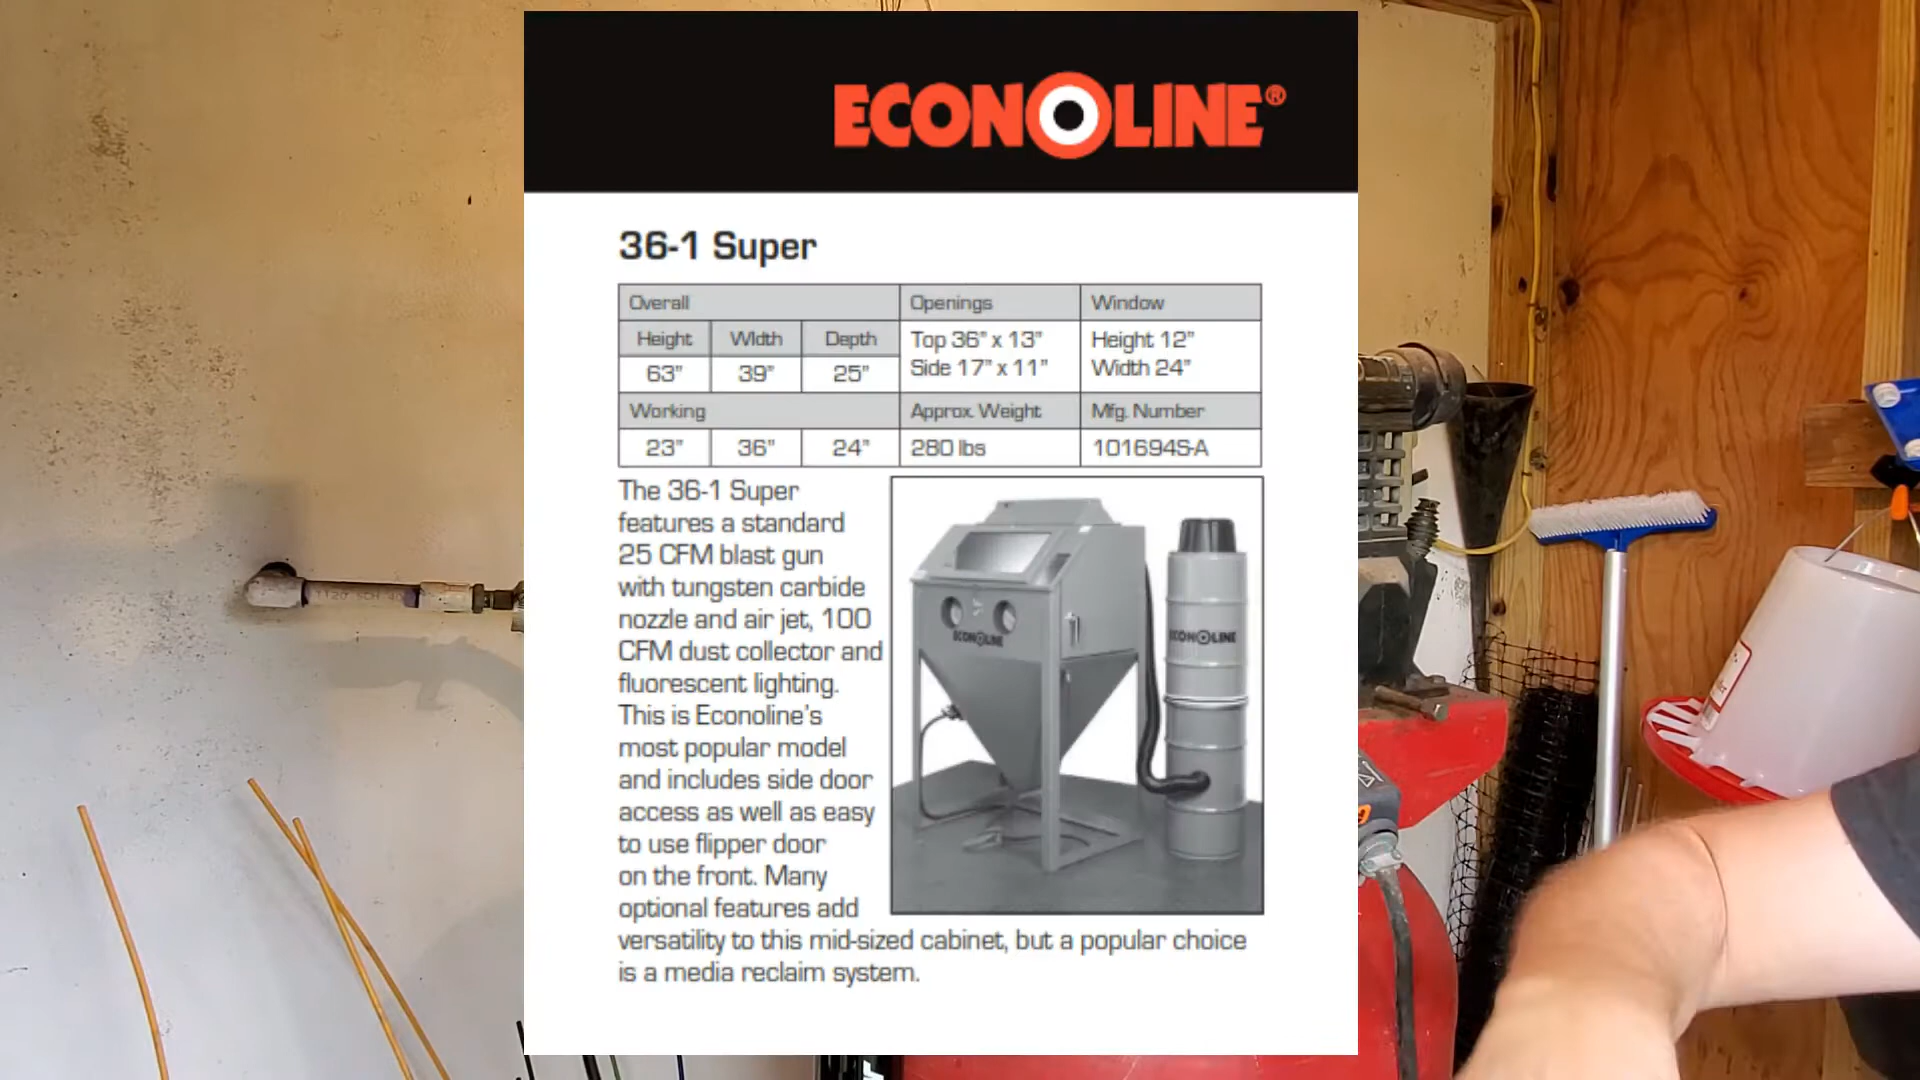 ECONOLINE®
36-1 Super
Overall Openings Window
Height Width Depth Top 36” x 13” Height 12”
Side 17” x 11” Width 24”
63” 39” 25”
Working Approx. Weight Mfg. Number
23” 36” 24” 280 lbs 101694S-A
The 36-1 Super
features a standard
25 CFM blast gun
with tungsten carbide
nozzle and air jet, 100
CFM dust collector and
fluorescent lighting.
This is Econoline’s
most popular model
and includes side door
access as well as easy
to use flipper door
on the front. Many
optional features add
versatility to this mid-sized cabinet, but a popular choice
is a media reclaim system.
ECONOLINE
ECONOLINE